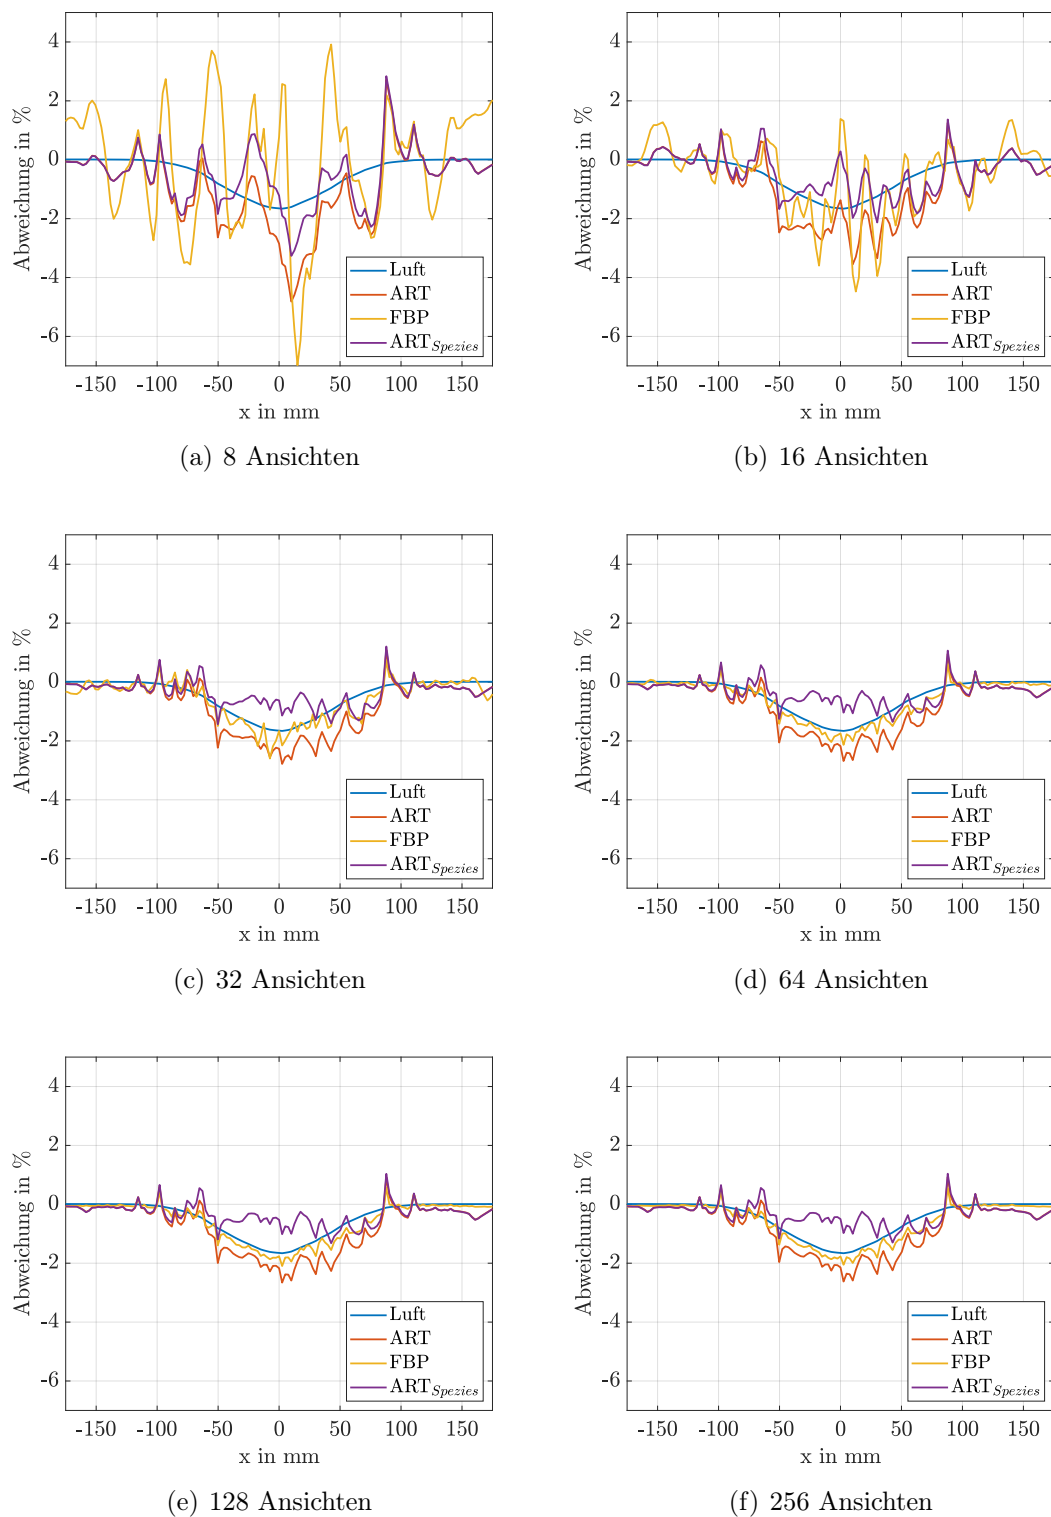 Abweichung in %
4
2
0
-2
-4
-6
Luft
ART
FBP
ART_Spezies
-150 -100 -50 0 50 100 150
x in mm
(a) 8 Ansichten
Abweichung in %
4
2
0
-2
-4
-6
Luft
ART
FBP
ART_Spezies
-150 -100 -50 0 50 100 150
x in mm
(b) 16 Ansichten
Abweichung in %
4
2
0
-2
-4
-6
Luft
ART
FBP
ART_Spezies
-150 -100 -50 0 50 100 150
x in mm
(c) 32 Ansichten
Abweichung in %
4
2
0
-2
-4
-6
Luft
ART
FBP
ART_Spezies
-150 -100 -50 0 50 100 150
x in mm
(d) 64 Ansichten
Abweichung in %
4
2
0
-2
-4
-6
Luft
ART
FBP
ART_Spezies
-150 -100 -50 0 50 100 150
x in mm
(e) 128 Ansichten
Abweichung in %
4
2
0
-2
-4
-6
Luft
ART
FBP
ART_Spezies
-150 -100 -50 0 50 100 150
x in mm
(f) 256 Ansichten